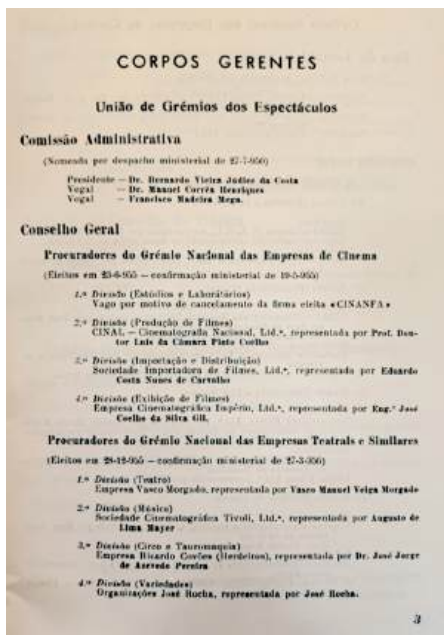 CORPOS GERENTES
União de Grémios dos Espectáculos
Comissão Administrativa
(Nomeada por despacho ministerial de 27-7-956)
Presidente — Dr. Bernardo Vieira Júdice da Costa
Vogal — Dr. Manuel Corrêa Henriques
Vogal — Francisco Madeira Mega.
Conselho Geral
Procuradores do Grémio Nacional das Empresas de Cinema
(Eleitos em 23-6-955 — confirmação ministerial de 19-5-955)
1.ª Divisão (Estúdios e Laboratórios)
Vago por motivo de cancelamento da firma eleita «CINANFA»
2.ª Divisão (Produção de Filmes)
CINAL — Cinematografia Nacional, Ltd.ª, representada por Prof. Dou-
tor Luís da Câmara Pinto Coelho
3.ª Divisão (Importação e Distribuição)
Sociedade Importadora de Filmes, Ltd.ª, representada por Eduardo
Costa Nunes de Carvalho
4.ª Divisão (Exibição de Filmes)
Empresa Cinematográfica Império, Ltd.ª, representada por Eng.º José
Coelho da Silva Gil.
Procuradores do Grémio Nacional das Empresas Teatrais e Similares
(Eleitos em 28-12-955 — confirmação ministerial de 27-3-956)
1.ª Divisão (Teatro)
Empresa Vasco Morgado, representada por Vasco Manuel Veiga Morgado
2.ª Divisão (Música)
Sociedade Cinematográfica Tivoli, Ltd.ª, representada por Augusto de
Lima Mayer
3.ª Divisão (Circo e Tauromaquia)
Empresa Ricardo Covões (Herdeiros), representada por Dr. José Jorge
de Azevedo Pereira
4.ª Divisão (Variedades)
Organizações José Rocha, representada por José Rocha.
3